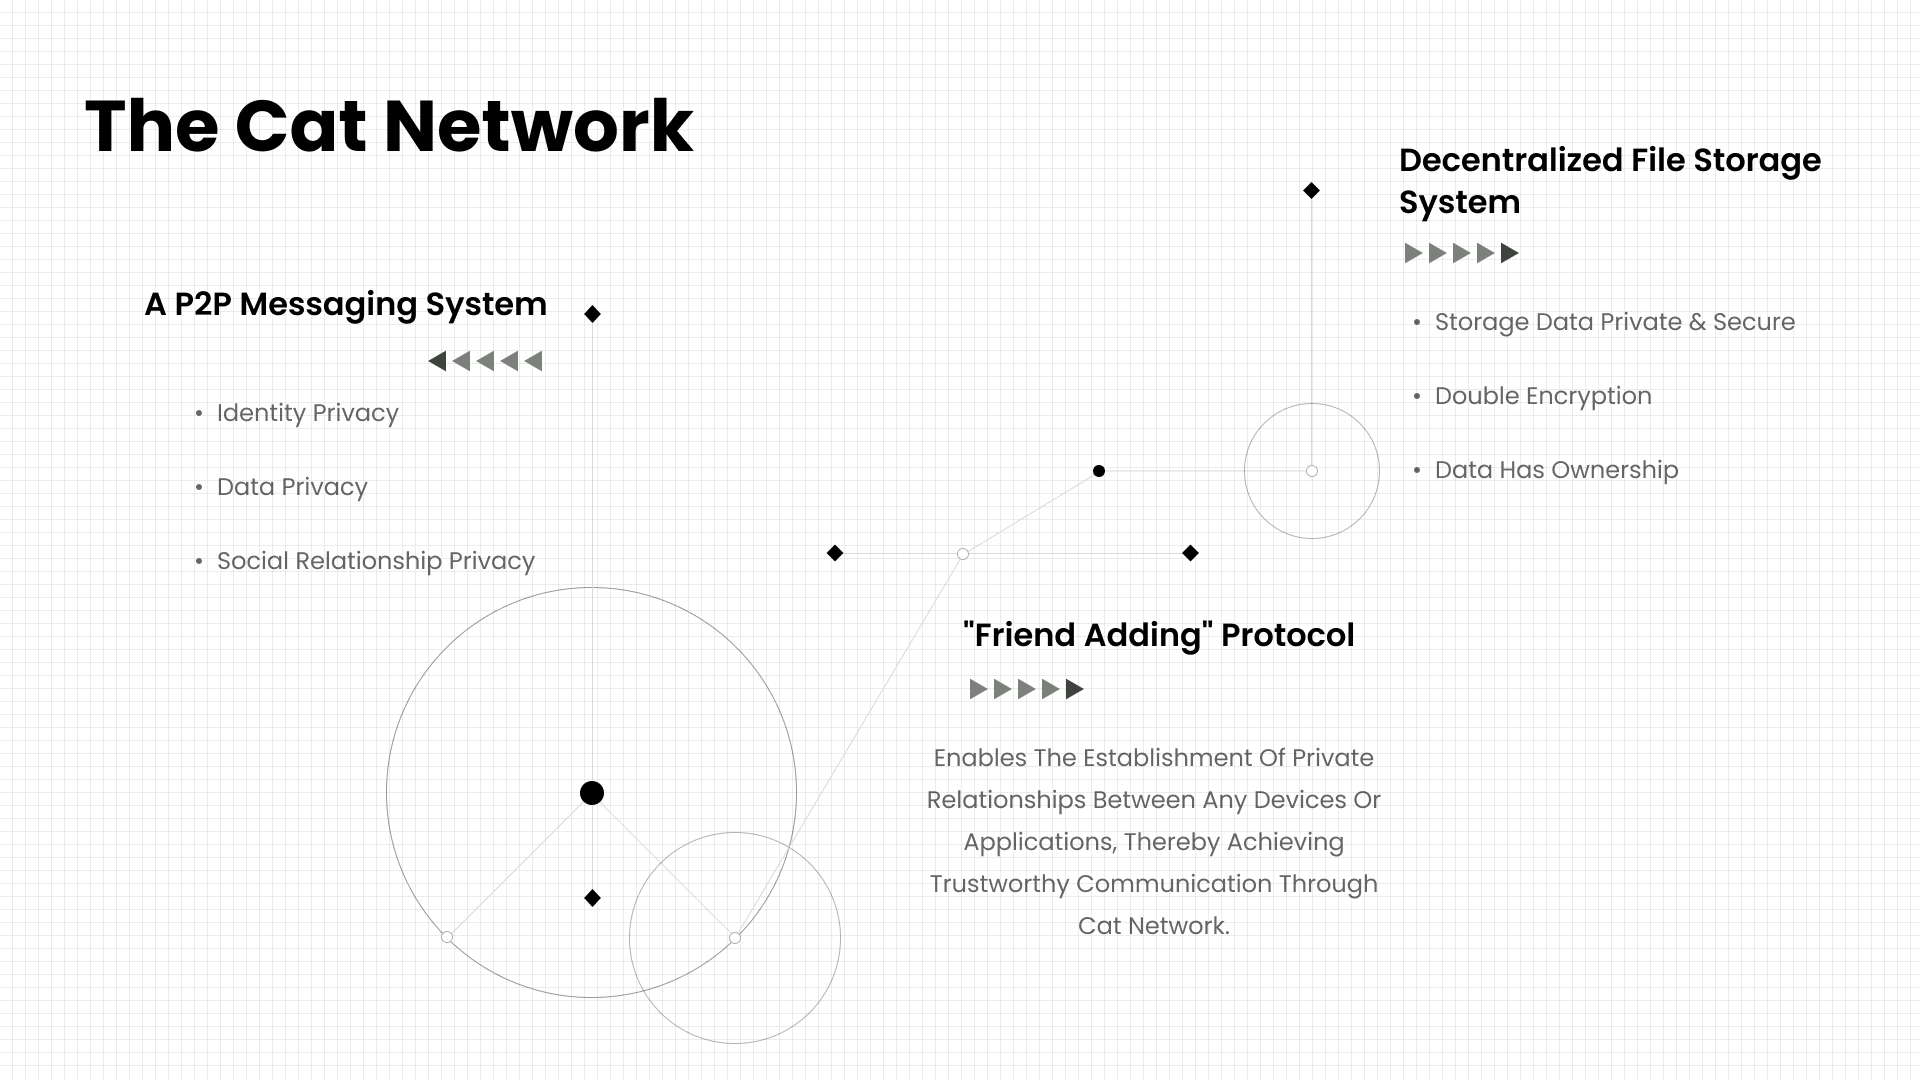 The Cat Network
A P2P Messaging System
• Identity Privacy
• Data Privacy
• Social Relationship Privacy
Decentralized File Storage
System
• Storage Data Private & Secure
• Double Encryption
• Data Has Ownership
"Friend Adding" Protocol
Enables The Establishment Of Private
Relationships Between Any Devices Or
Applications, Thereby Achieving
Trustworthy Communication Through
Cat Network.